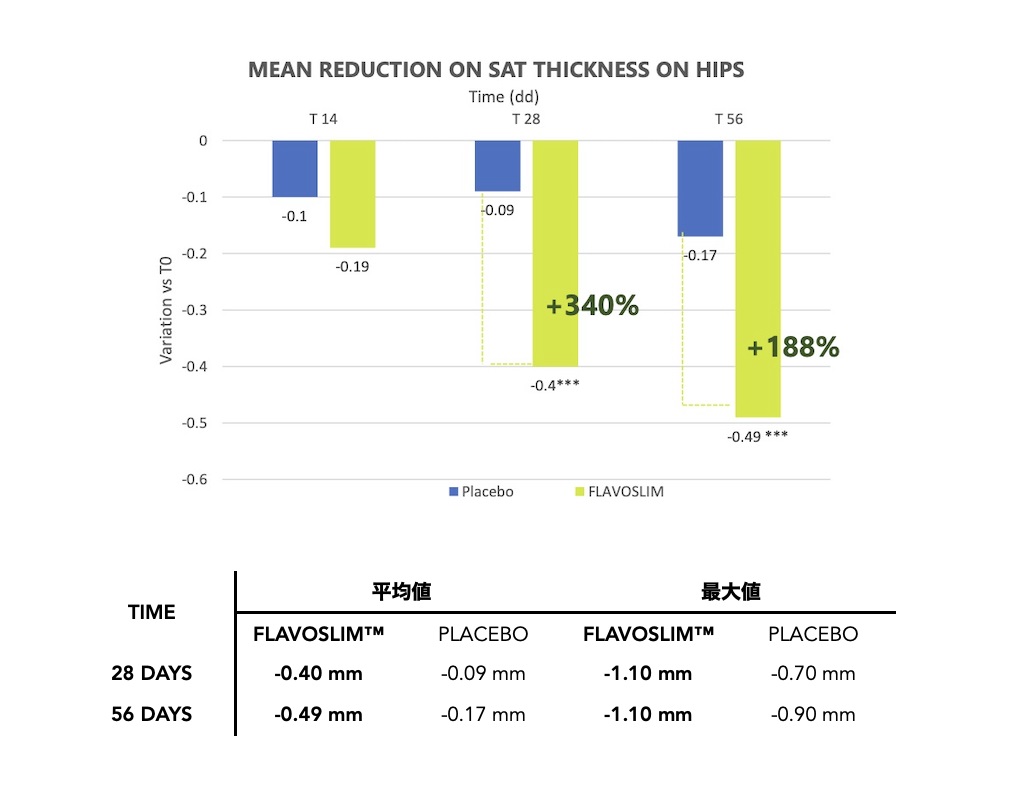 MEAN REDUCTION ON SAT THICKNESS ON HIPS
Time (dd)
T 14 T 28 T 56
0
-0.1
-0.2
-0.3
-0.4
-0.5
-0.6
Variation vs T0
-0.1
-0.19
-0.09
-0.4***
-0.17
-0.49 ***
+340%
+188%
Placebo FLAVOSLIM
TIME 平均値 最大値
FLAVOSLIM™ PLACEBO FLAVOSLIM™ PLACEBO
28 DAYS -0.40 mm -0.09 mm -1.10 mm -0.70 mm
56 DAYS -0.49 mm -0.17 mm -1.10 mm -0.90 mm